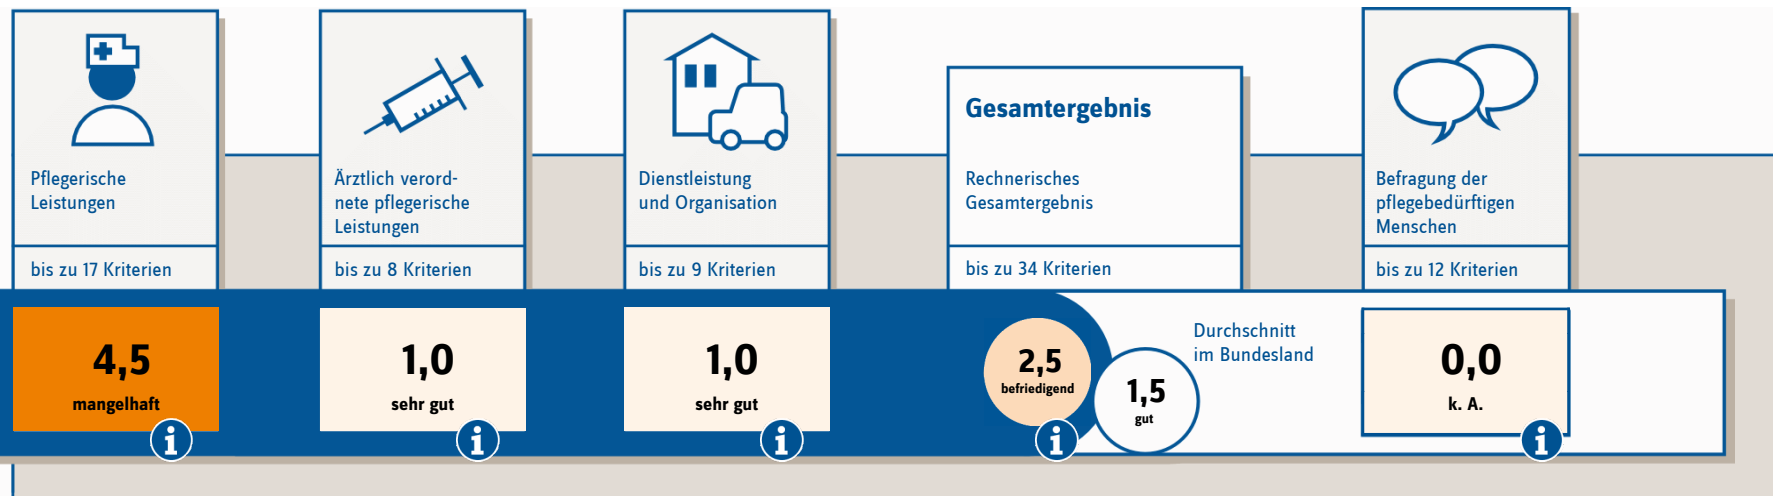 Pflegerische
Leistungen
bis zu 17 Kriterien
4,5
mangelhaft
i
Ärztlich verord-
nete pflegerische
Leistungen
bis zu 8 Kriterien
1,0
sehr gut
i
Dienstleistung
und Organisation
bis zu 9 Kriterien
1,0
sehr gut
i
Gesamtergebnis
Rechnerisches
Gesamtergebnis
bis zu 34 Kriterien
2,5
befriedigend
i
1,5
gut
Durchschnitt
im Bundesland
Befragung der
pflegebedürftigen
Menschen
bis zu 12 Kriterien
0,0
k. A.
i